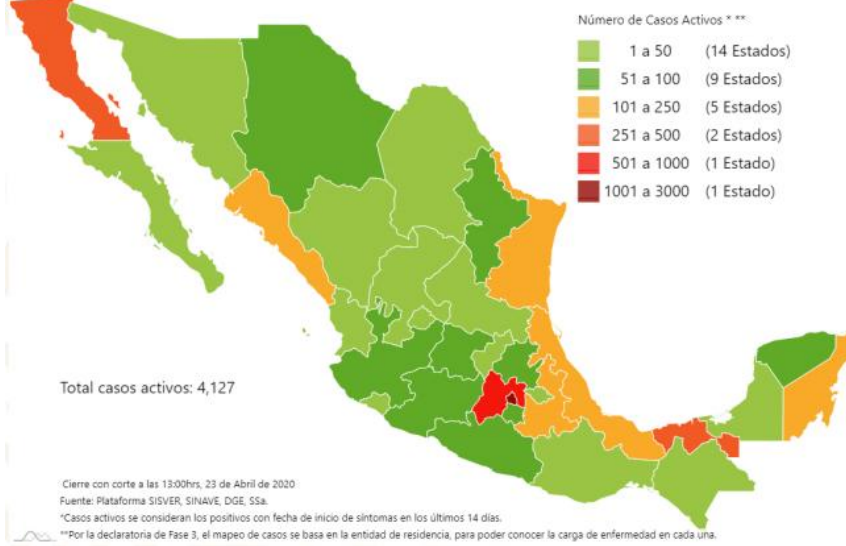 Número de Casos Activos * **
1 a 50 (14 Estados)
51 a 100 (9 Estados)
101 a 250 (5 Estados)
251 a 500 (2 Estados)
501 a 1000 (1 Estado)
1001 a 3000 (1 Estado)
Total casos activos: 4,127
Cierre con corte a las 13:00hrs, 23 de Abril de 2020
Fuente: Plataforma SISVER, SINAVE, DGE, SSa.
*Casos activos se consideran los positivos con fecha de inicio de síntomas en los últimos 14 días.
**Por la declaratoria de Fase 3, el mapeo de casos se basa en la entidad de residencia, para poder conocer la carga de enfermedad en cada una.